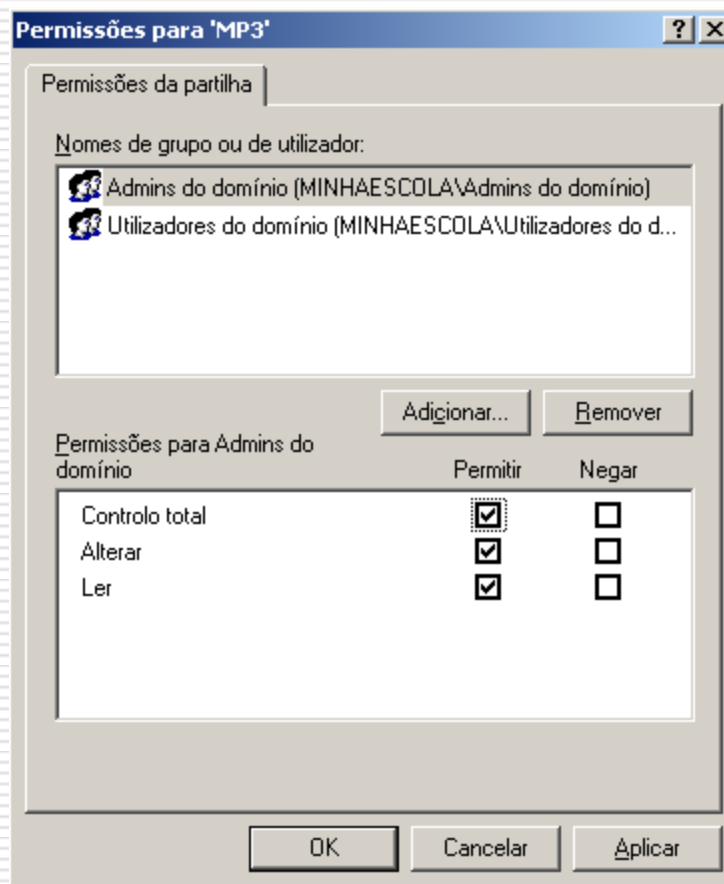 Permissões para 'MP3'
Permissões da partilha
Nomes de grupo ou de utilizador:
Admins do domínio (MINHAESCOLA\Admins do domínio)
Utilizadores do domínio (MINHAESCOLA\Utilizadores do d...
Adicionar... Remover
Permissões para Admins do
domínio Permitir Negar
Controlo total
Alterar
Ler
OK Cancelar Aplicar